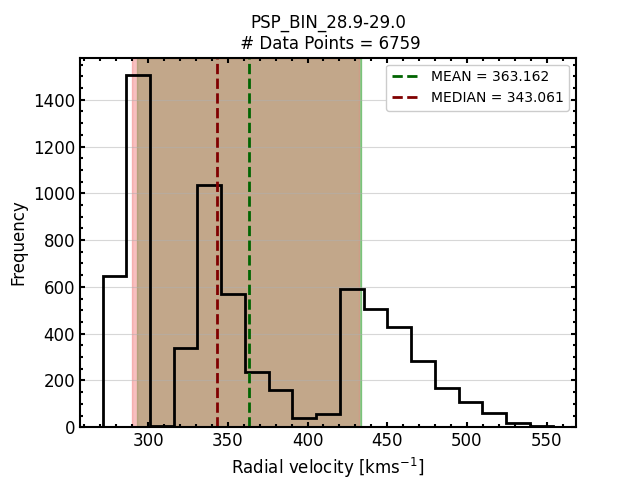 PSP_BIN_28.9-29.0
# Data Points = 6759
MEAN = 363.162
MEDIAN = 343.061
Frequency
1400
1200
1000
800
600
400
200
0
300 350 400 450 500 550
Radial velocity [kms⁻¹]